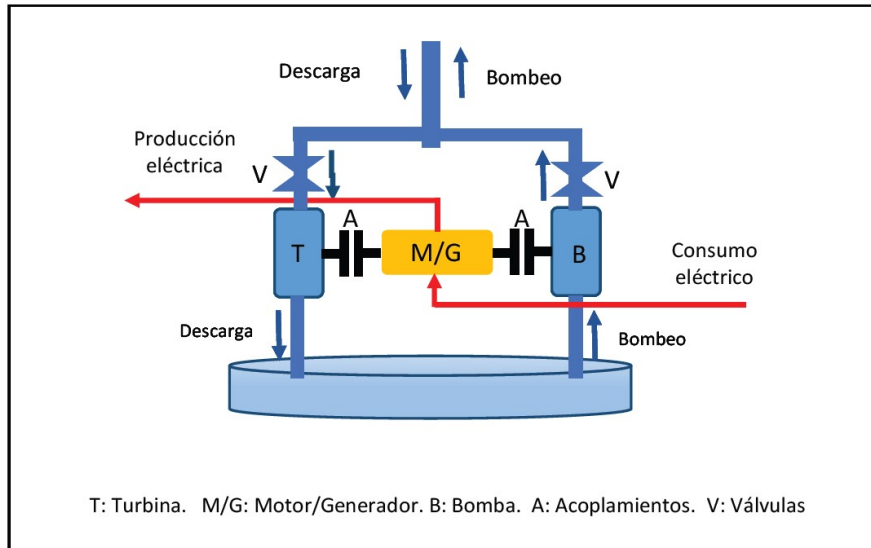 Descarga
Bombeo
Producción
eléctrica
V
V
A
A
T
M/G
B
Consumo
eléctrico
Descarga
Bombeo
T: Turbina. M/G: Motor/Generador. B: Bomba. A: Acoplamientos. V: Válvulas